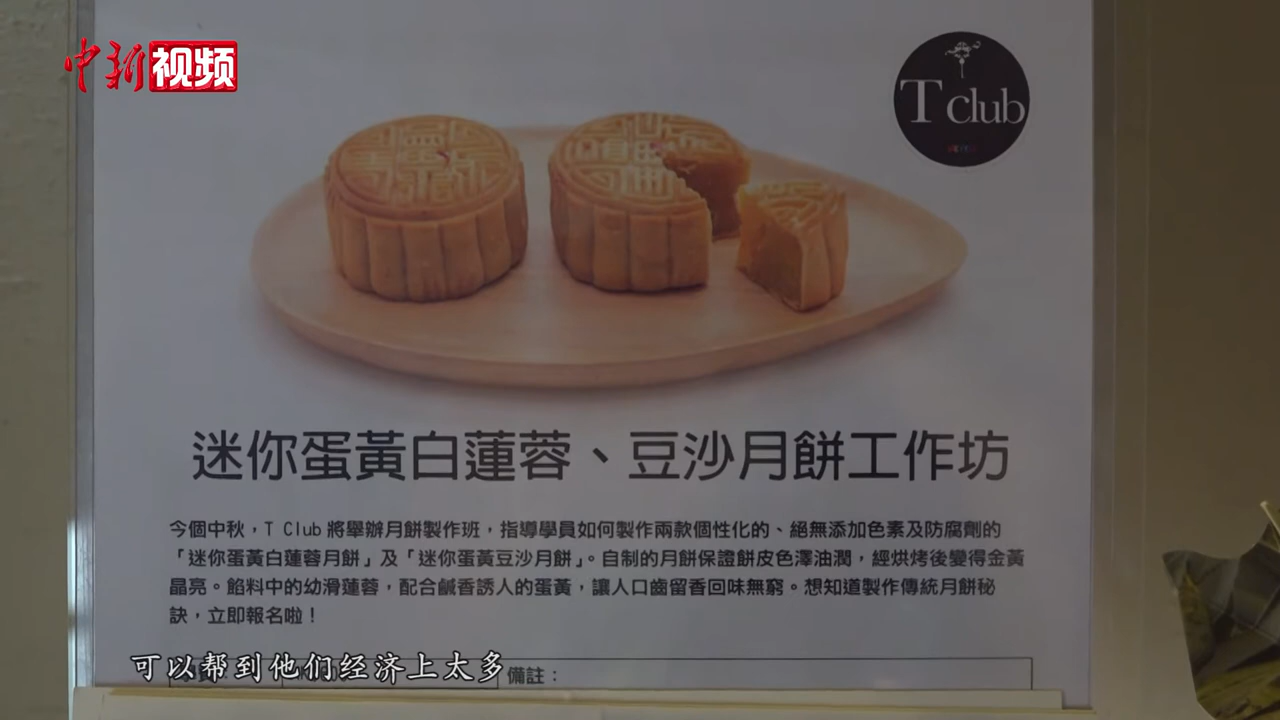 中新视频
T club
迷你蛋黃白蓮蓉、豆沙月餅工作坊
今個中秋，T Club 將舉辦月餅製作班，指導學員如何製作兩款個性化的、絕無添加色素及防腐劑的
「迷你蛋黃白蓮蓉月餅」及「迷你蛋黃豆沙月餅」。自制的月餅保證餅皮色澤油潤，經烘烤後變得金黃
晶亮。餡料中的幼滑蓮蓉，配合鹹香誘人的蛋黃，讓人口齒留香回味無窮。想知道製作傳統月餅秘
訣，立即報名啦！
備註：
可以帮到他们经济上太多